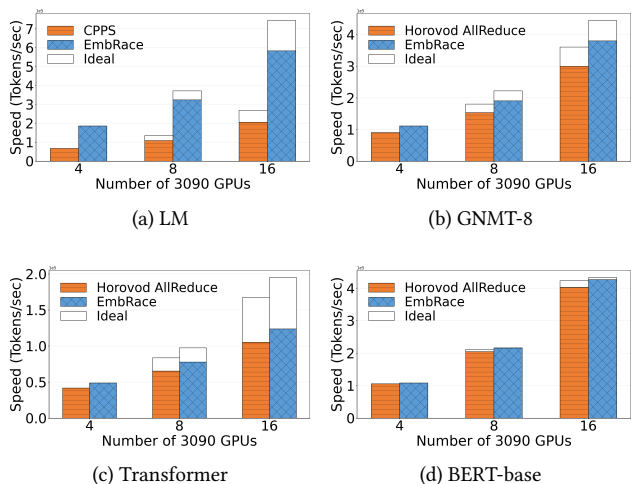 CPPS
EmbRace
Ideal
7
6
5
4
3
2
1
0
Speed (Tokens/sec)
4 8 16
Number of 3090 GPUs
(a) LM
Horovod AllReduce
EmbRace
Ideal
4
3
2
1
0
Speed (Tokens/sec)
4 8 16
Number of 3090 GPUs
(b) GNMT-8
Horovod AllReduce
EmbRace
Ideal
2.0
1.5
1.0
0.5
0.0
Speed (Tokens/sec)
4 8 16
Number of 3090 GPUs
(c) Transformer
Horovod AllReduce
EmbRace
Ideal
4
3
2
1
0
Speed (Tokens/sec)
4 8 16
Number of 3090 GPUs
(d) BERT-base